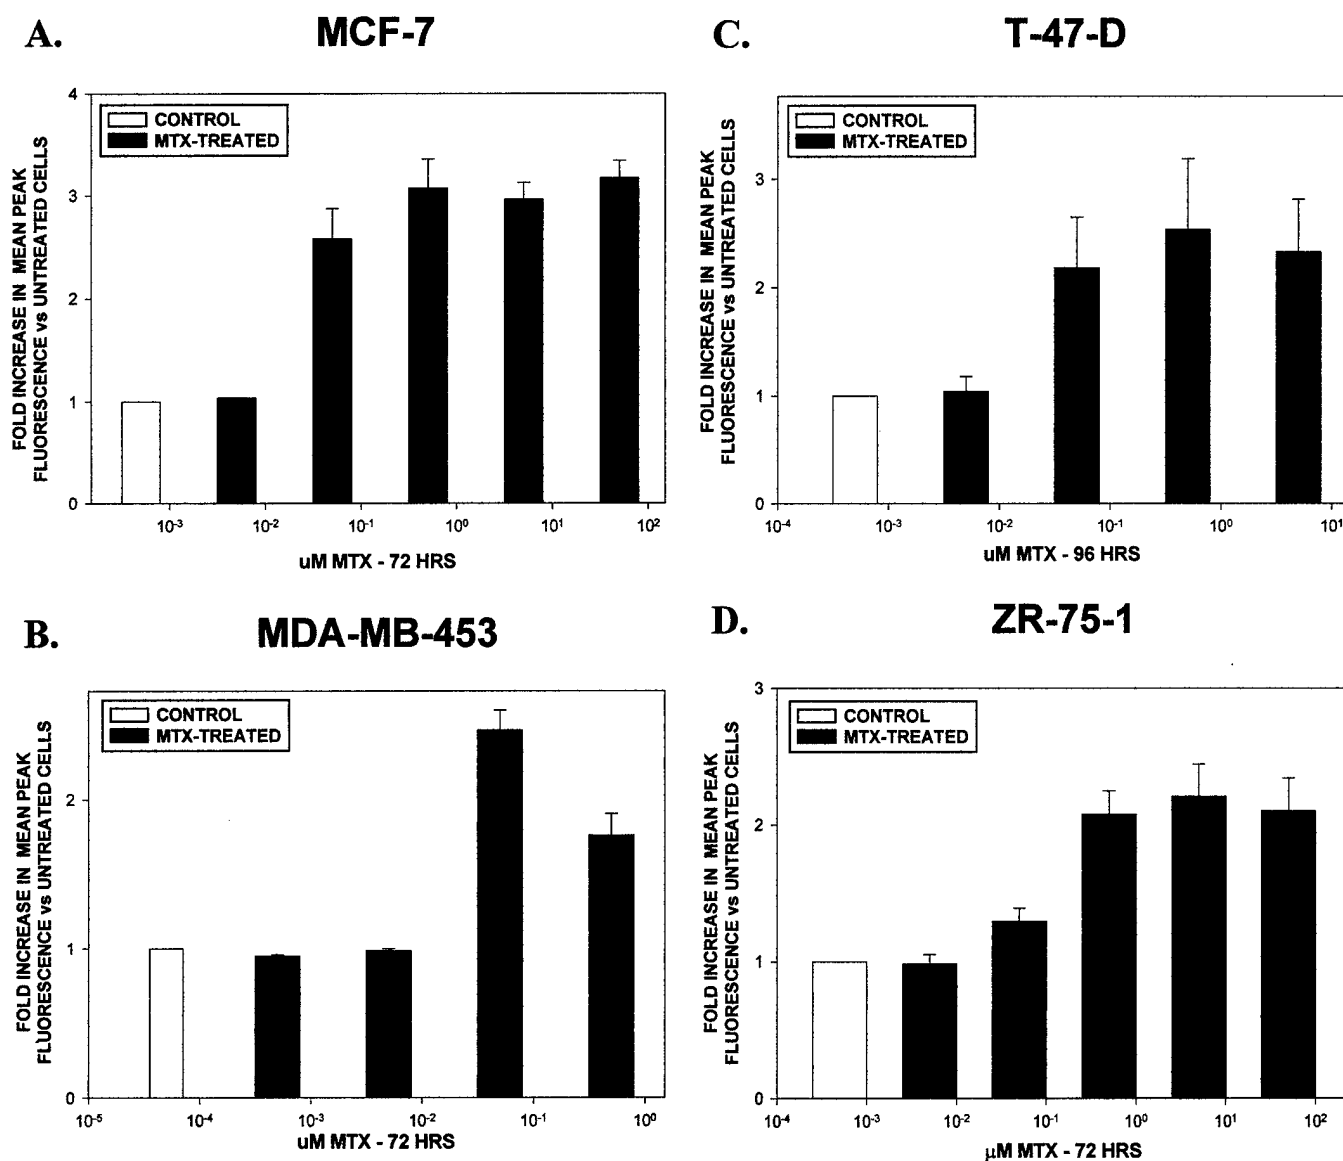 A.
MCF-7
CONTROL
MTX-TREATED
FOLD INCREASE IN MEAN PEAK
FLUORESCENCE vs UNTREATED CELLS
4
3
2
1
0
10-3
10-2
10-1
100
101
102
uM MTX - 72 HRS
B.
MDA-MB-453
CONTROL
MTX-TREATED
FOLD INCREASE IN MEAN PEAK
FLUORESCENCE vs UNTREATED CELLS
2
1
0
10-5
10-4
10-3
10-2
10-1
100
uM MTX - 72 HRS
C.
T-47-D
CONTROL
MTX-TREATED
FOLD INCREASE IN MEAN PEAK
FLUORESCENCE vs UNTREATED CELLS
3
2
1
0
10-4
10-3
10-2
10-1
100
101
uM MTX - 96 HRS
D.
ZR-75-1
CONTROL
MTX-TREATED
FOLD INCREASE IN MEAN PEAK
FLUORESCENCE vs UNTREATED CELLS
3
2
1
0
10-3
10-2
10-1
100
101
102
µM MTX - 72 HRS